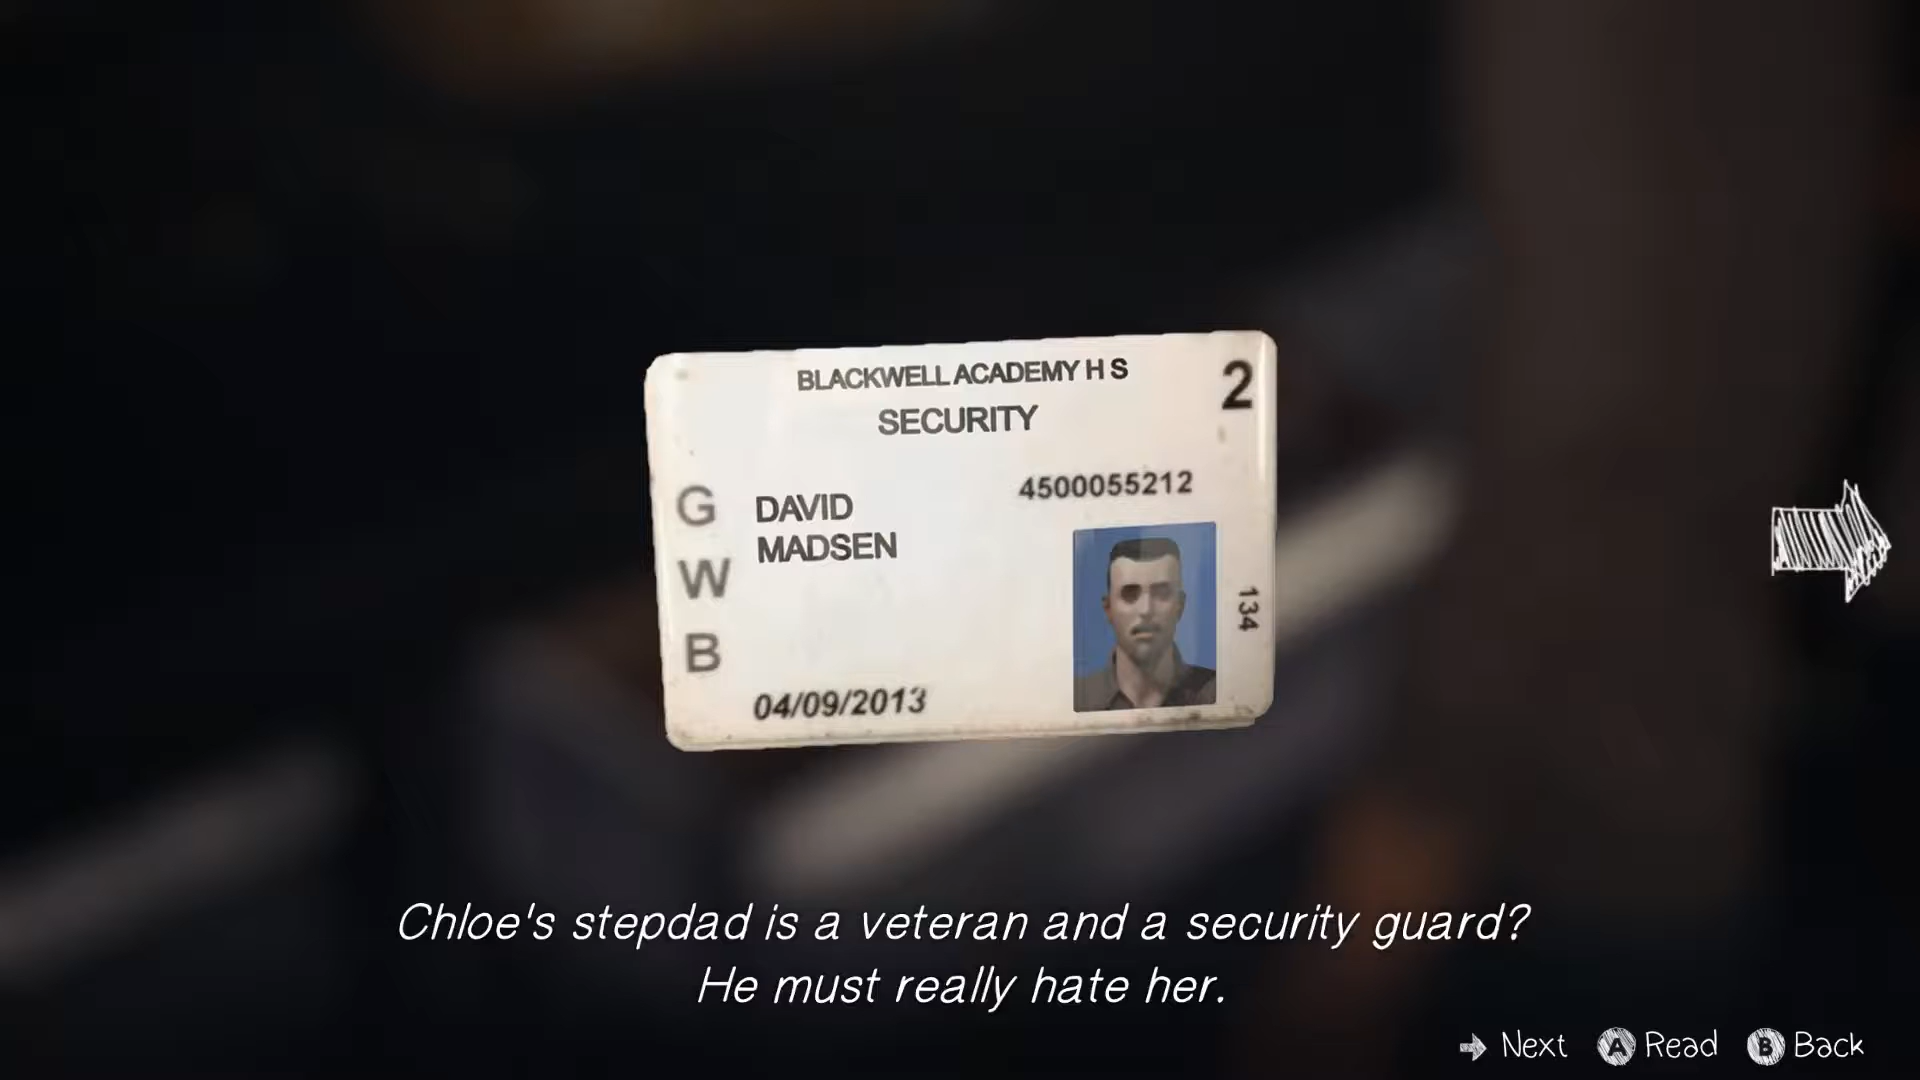 BLACKWELL ACADEMY H S
2
SECURITY
4500055212
G
DAVID
MADSEN
W
134
B
04/09/2013
Chloe's stepdad is a veteran and a security guard?
He must really hate her.
Next
A Read
B Back